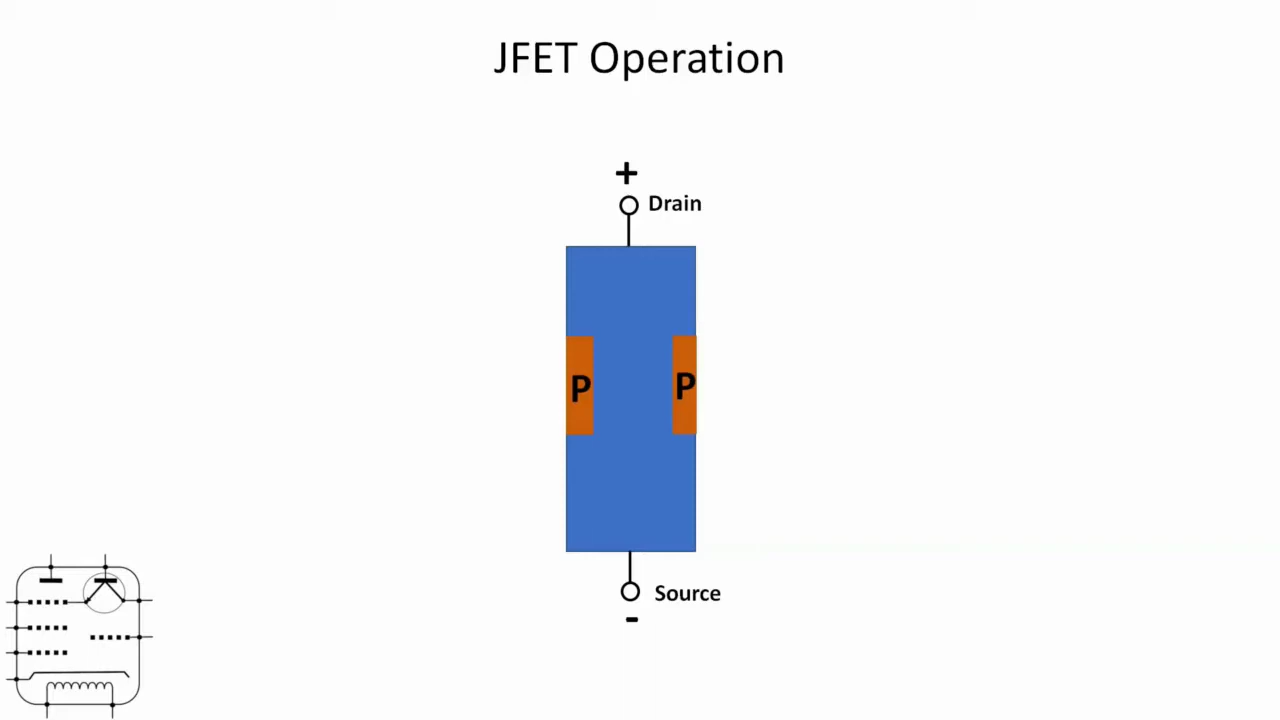 JFET Operation
+
Drain
P P
Source
-